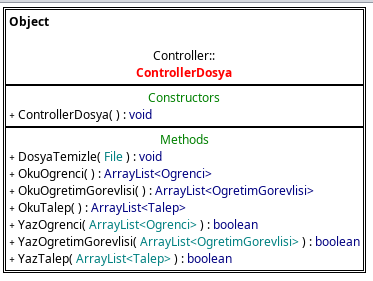 Object
Controller::
ControllerDosya
Constructors
+ ControllerDosya( ) : void
Methods
+ DosyaTemizle( File ) : void
+ OkuOgrenci( ) : ArrayList<Ogrenci>
+ OkuOgretimGorevlisi( ) : ArrayList<OgretimGorevlisi>
+ OkuTalep( ) : ArrayList<Talep>
+ YazOgrenci( ArrayList<Ogrenci> ) : boolean
+ YazOgretimGorevlisi( ArrayList<OgretimGorevlisi> ) : boolean
+ YazTalep( ArrayList<Talep> ) : boolean